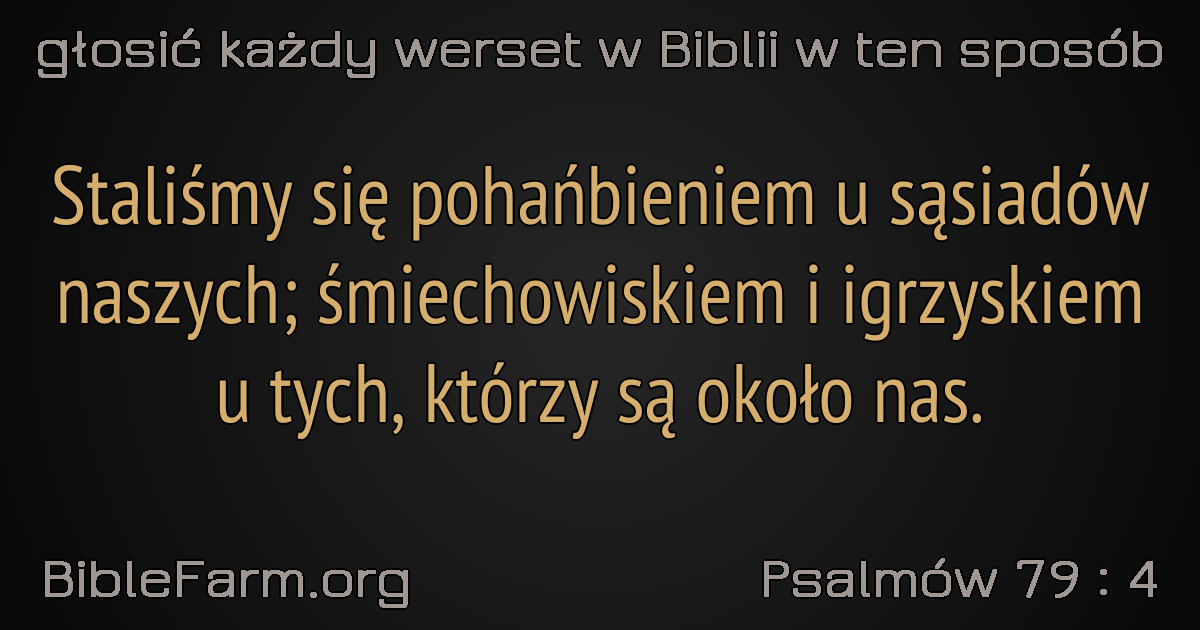 głosić każdy werset w Biblii w ten sposób
Staliśmy się pohańbieniem u sąsiadów
naszych; śmiechowiskiem i igrzyskiem
u tych, którzy są około nas.
BibleFarm.org
Psalmów 79 : 4